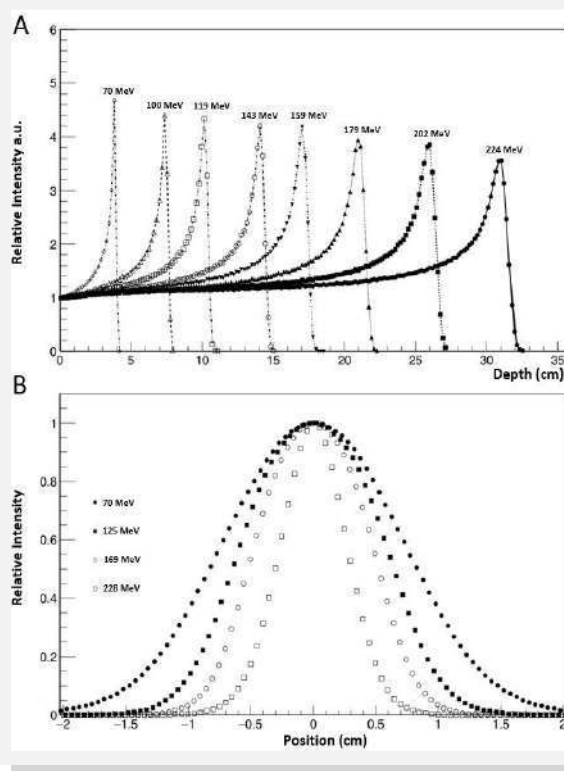 A
Relative Intensity a.u.
6
5
4
3
2
1
0
70 MeV
100 MeV
119 MeV
143 MeV
159 MeV
179 MeV
202 MeV
224 MeV
0 5 10 15 20 25 30 35
Depth (cm)
B
Relative Intensity
1
0.8
0.6
0.4
0.2
0
70 MeV
125 MeV
169 MeV
228 MeV
−2 −1.5 −1 −0.5 0 0.5 1 1.5 2
Position (cm)